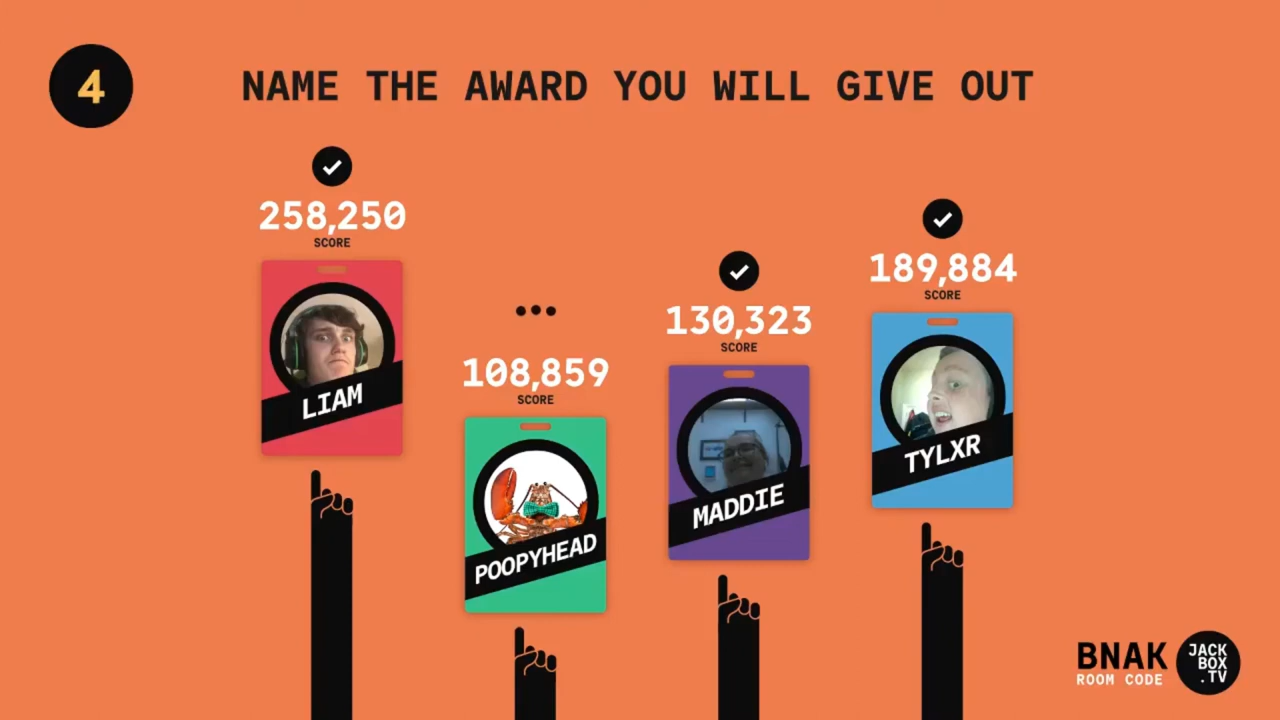 4
NAME THE AWARD YOU WILL GIVE OUT
258,250
SCORE
LIAM
108,859
SCORE
POOPYHEAD
130,323
SCORE
MADDIE
189,884
SCORE
TYLXR
BNAK
ROOM CODE
JACK
BOX
.TV